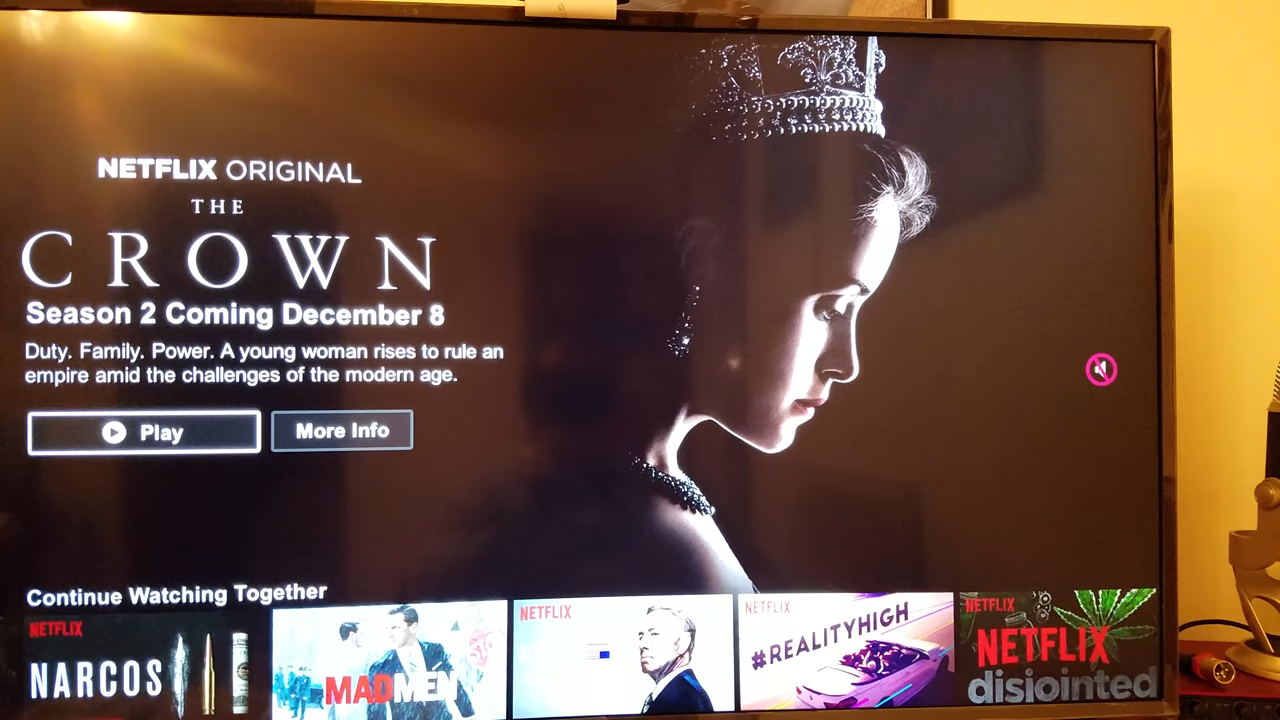 NETFLIX ORIGINAL
THE
CROWN
Season 2 Coming December 8
Duty. Family. Power. A young woman rises to rule an
empire amid the challenges of the modern age.
Play
More Info
Continue Watching Together
NETFLIX
NARCOS
MADMEN
NETFLIX
NETFLIX
#REALITYHIGH
NETFLIX
NETFLIX
disjointed